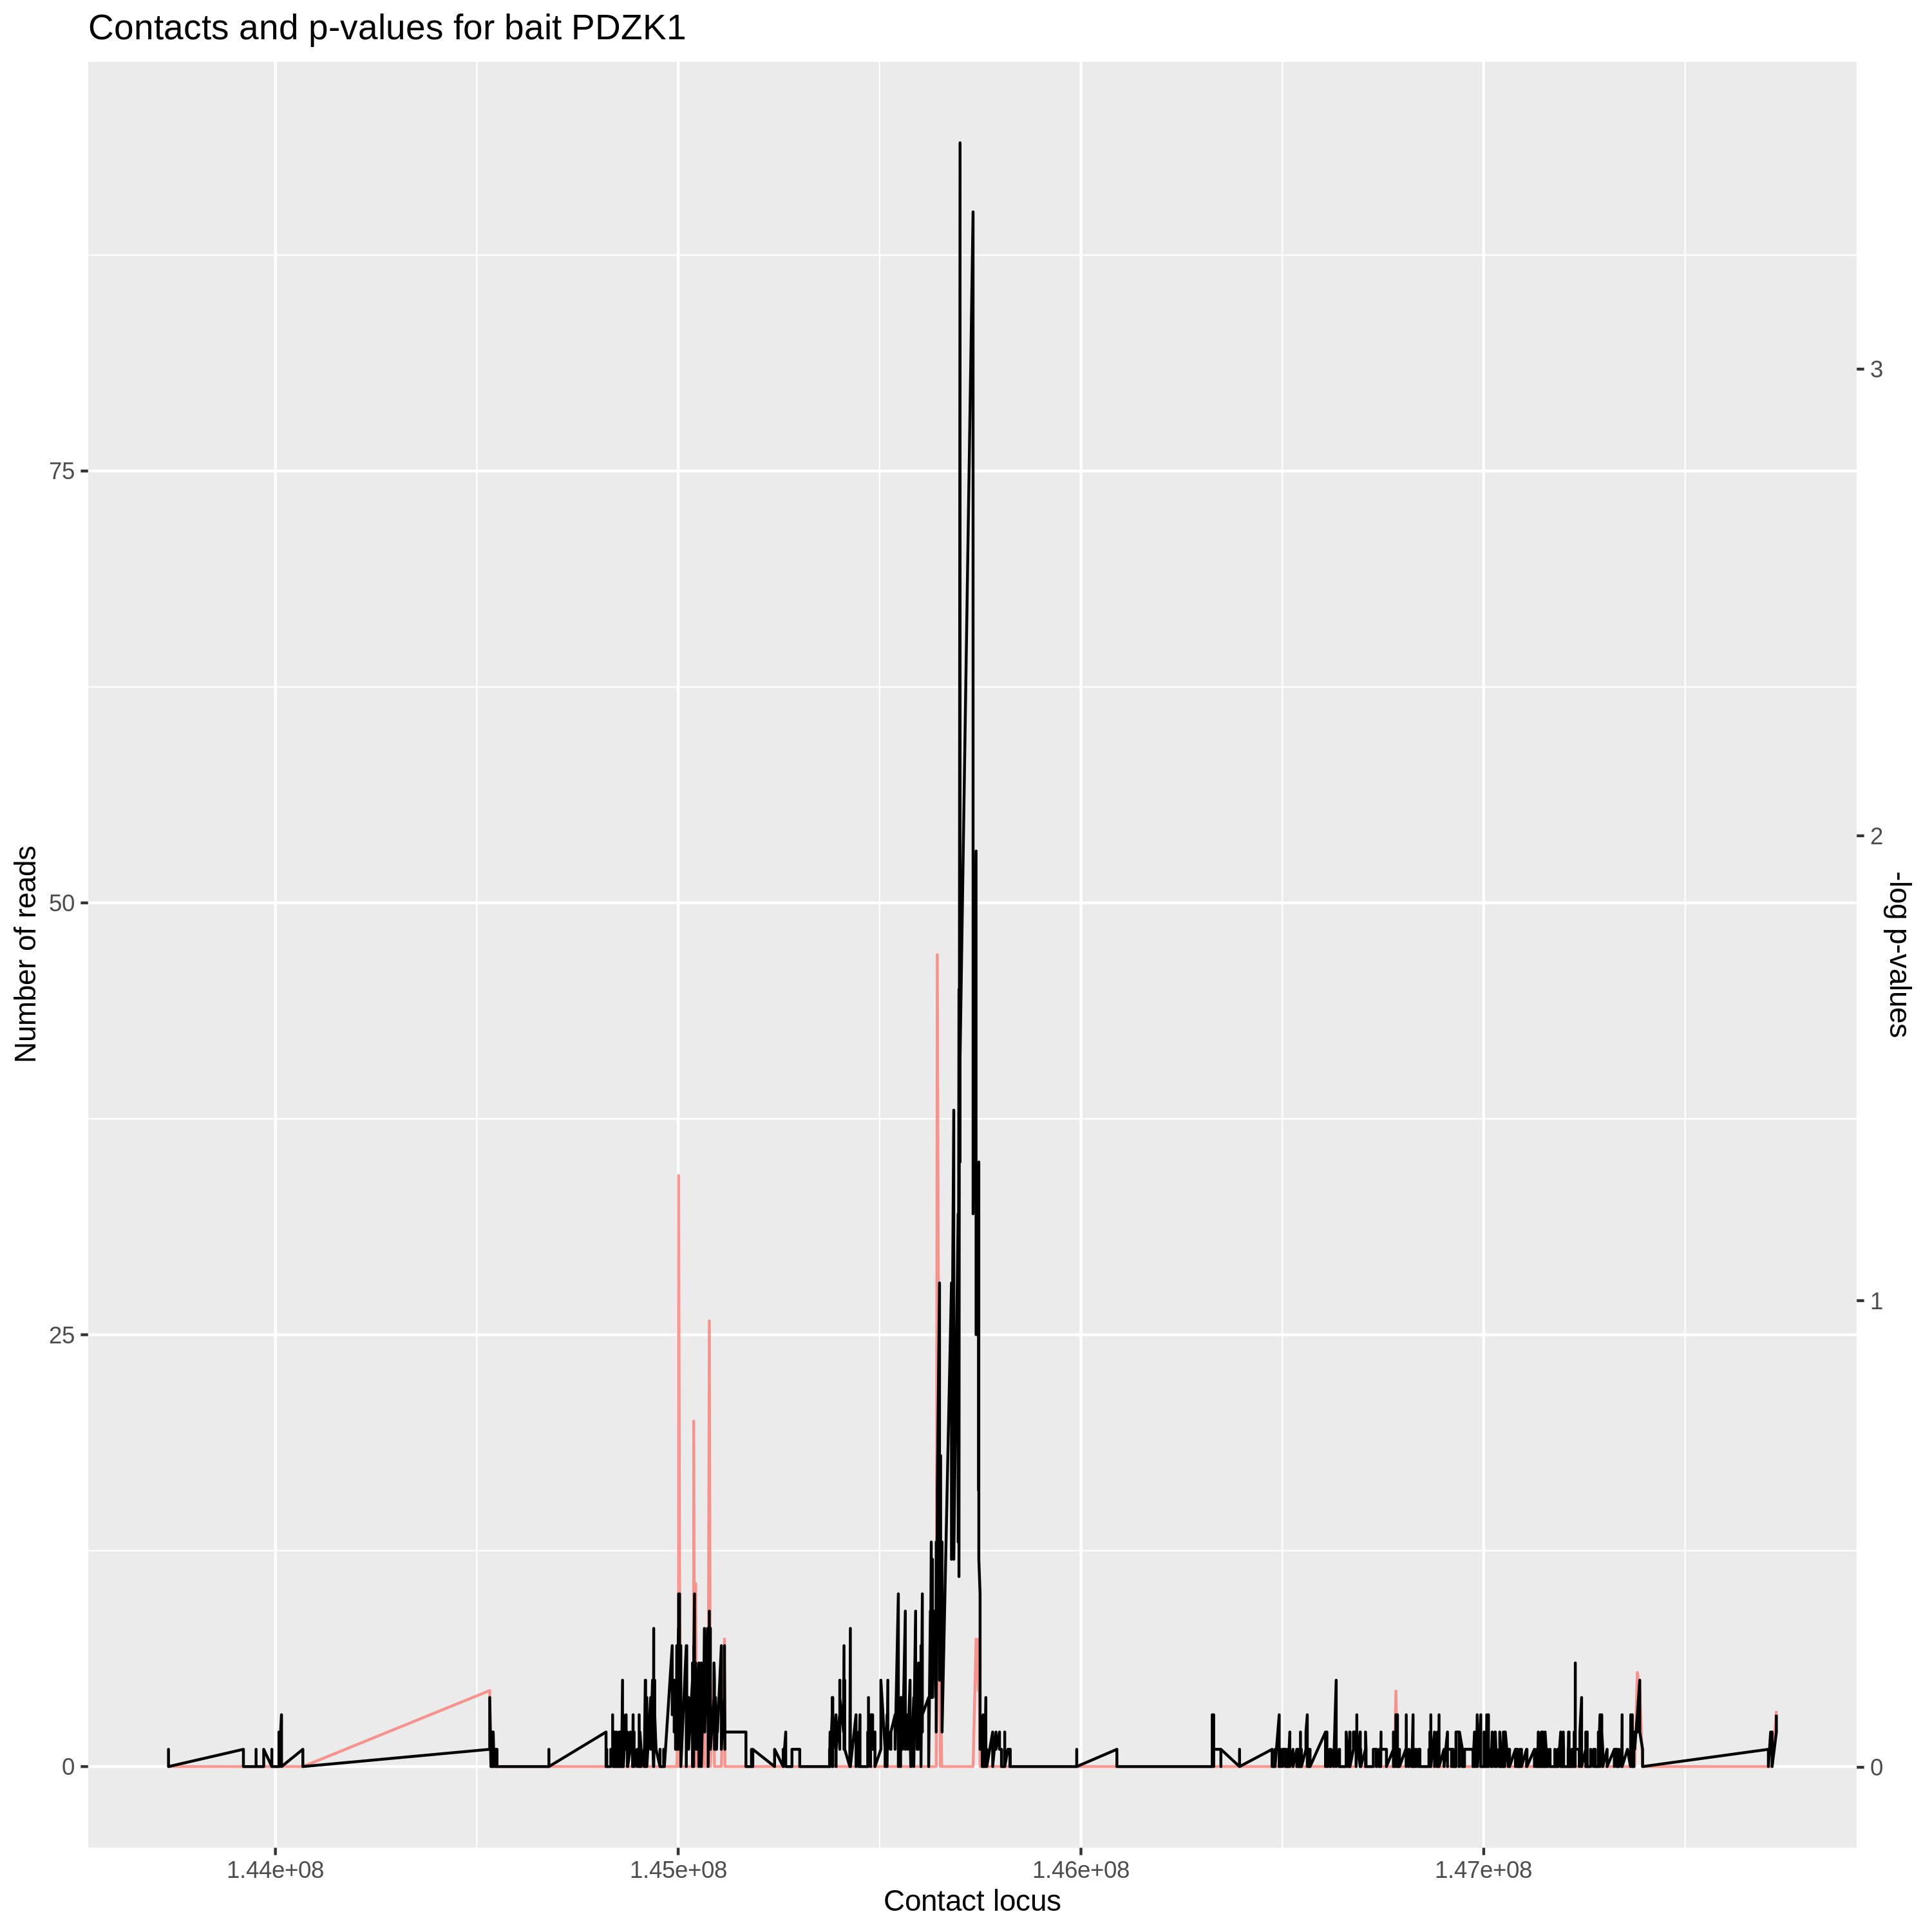 Contacts and p-values for bait PDZK1
75
50
25
0
Number of reads
3
2
1
0
-log p-values
1.44e+08
1.45e+08
1.46e+08
1.47e+08
Contact locus